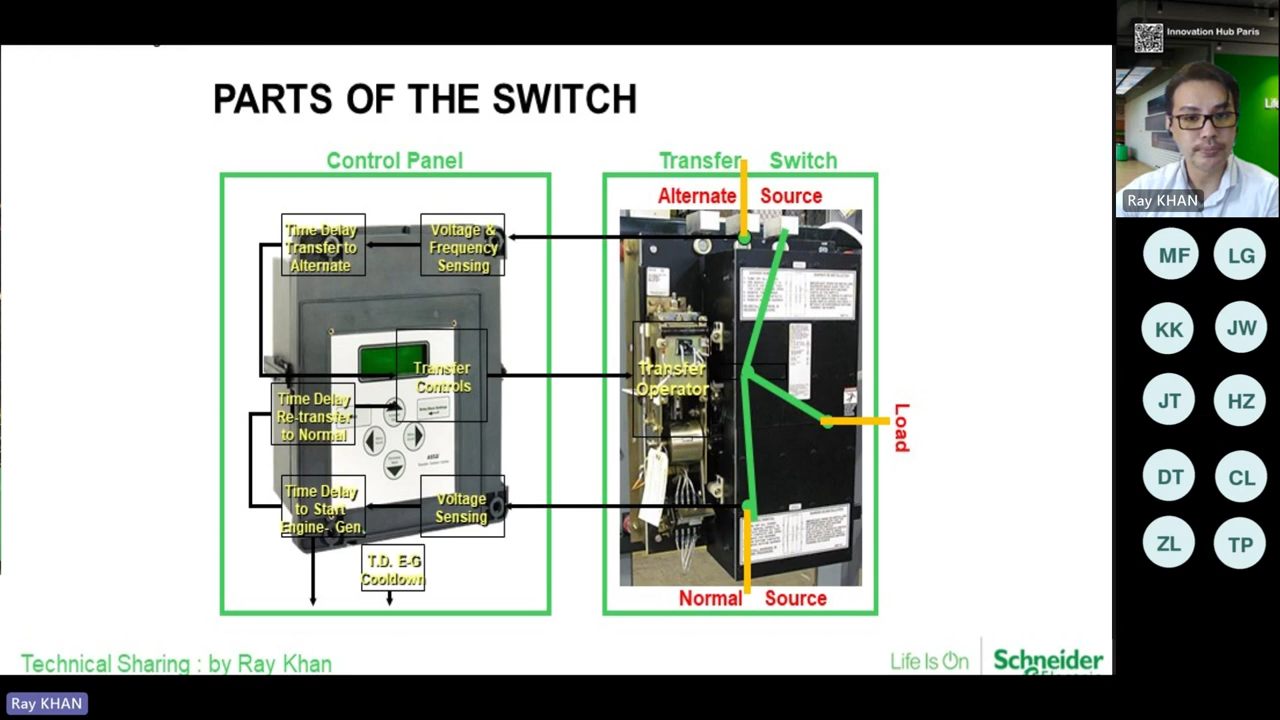 PARTS OF THE SWITCH
Control Panel
Transfer Switch
Alternate Source
Time Delay
Transfer to
Alternate
Voltage &
Frequency
Sensing
Transfer
Controls
Transfer
Operator
Time Delay
Re-transfer
to Normal
Load
Time Delay
to Start
Engine- Gen.
Voltage
Sensing
T.D. E-G
Cooldown
Normal Source
Technical Sharing : by Ray Khan
Life Is On
Schneider
Electric
Ray KHAN
Innovation Hub Paris
Ray KHAN
MF
LG
KK
JW
JT
HZ
DT
CL
ZL
TP